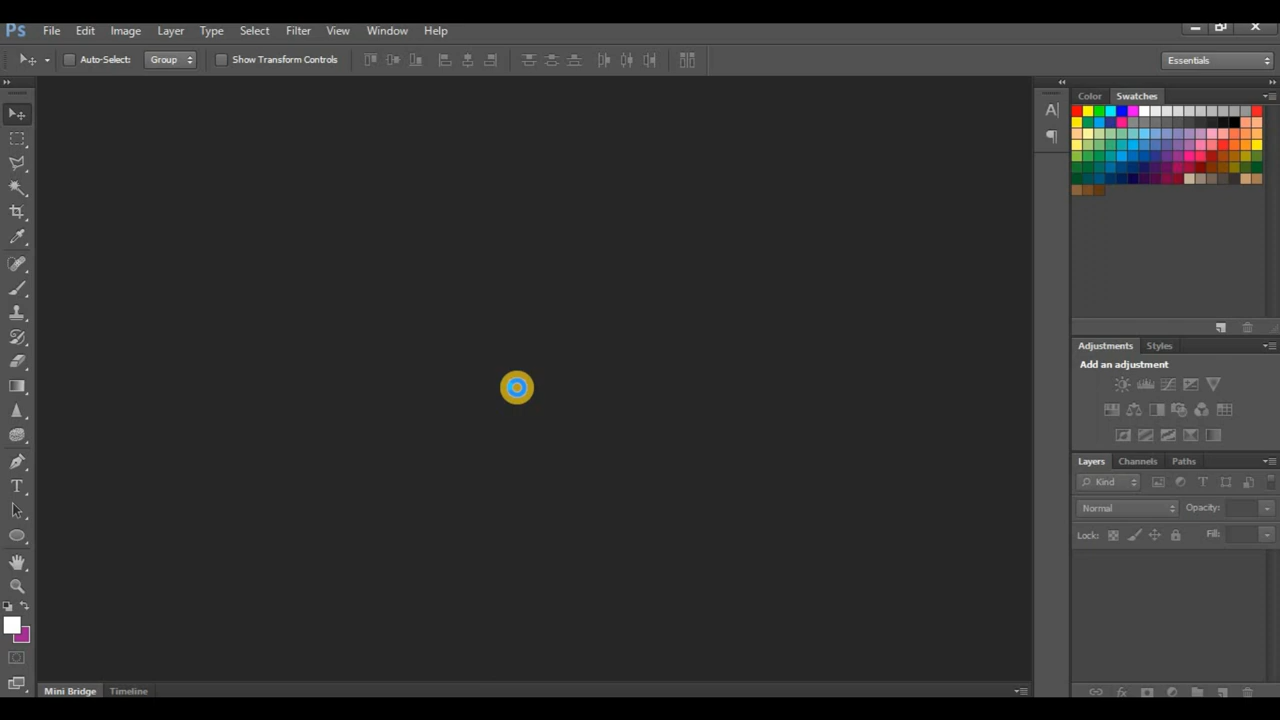 Ps File Edit Image Layer Type Select Filter View Window Help
Auto-Select: Group Show Transform Controls Essentials
Color Swatches
Adjustments Styles
Add an adjustment
Layers Channels Paths
Kind
Normal Opacity:
Lock: Fill:
Mini Bridge Timeline